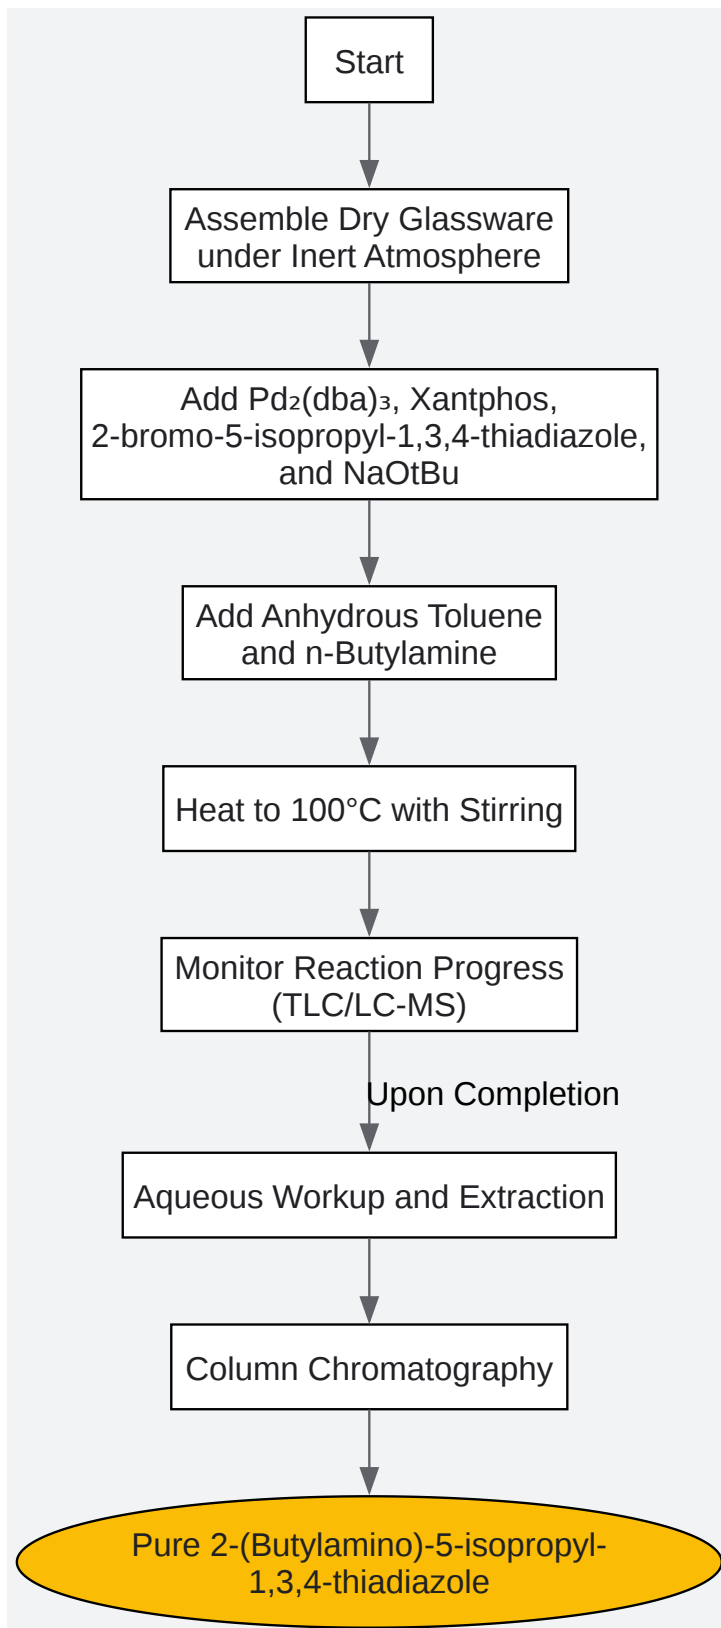 Start
Assemble Dry Glassware
under Inert Atmosphere
Add Pd₂(dba)₃, Xantphos,
2-bromo-5-isopropyl-1,3,4-thiadiazole,
and NaOtBu
Add Anhydrous Toluene
and n-Butylamine
Heat to 100°C with Stirring
Monitor Reaction Progress
(TLC/LC-MS)
Upon Completion
Aqueous Workup and Extraction
Column Chromatography
Pure 2-(Butylamino)-5-isopropyl-
1,3,4-thiadiazole